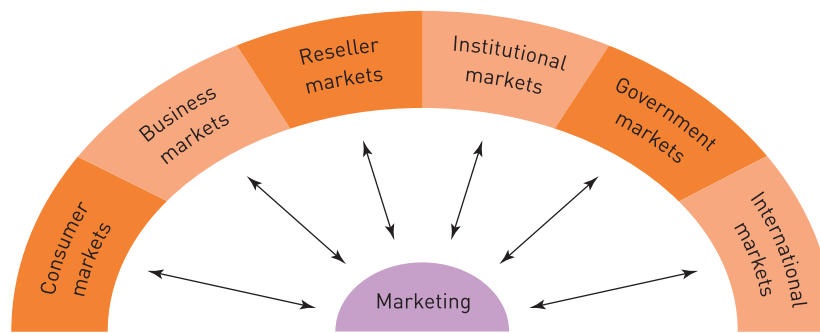 Consumer
markets
Business
markets
Reseller
markets
Institutional
markets
Government
markets
International
markets
Marketing